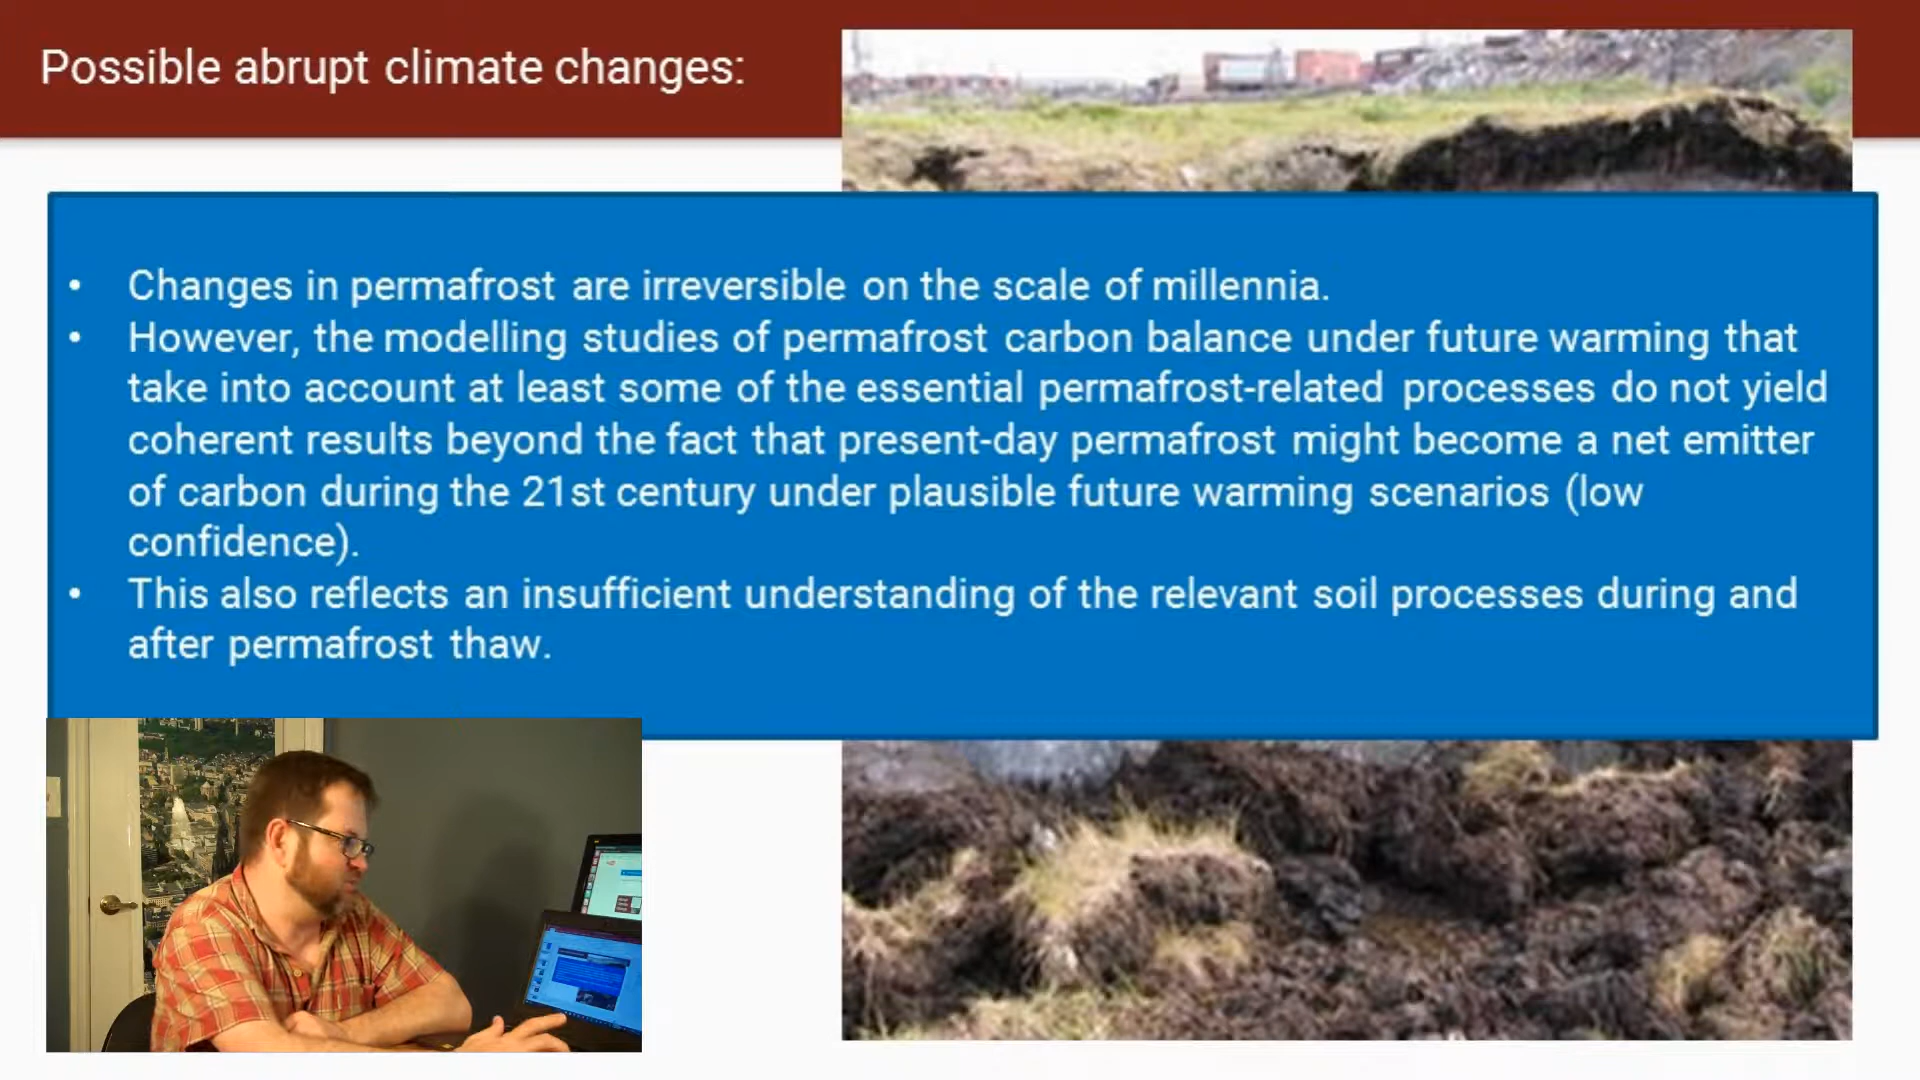 Possible abrupt climate changes:
• Changes in permafrost are irreversible on the scale of millennia.
• However, the modelling studies of permafrost carbon balance under future warming that
take into account at least some of the essential permafrost-related processes do not yield
coherent results beyond the fact that present-day permafrost might become a net emitter
of carbon during the 21st century under plausible future warming scenarios (low
confidence).
• This also reflects an insufficient understanding of the relevant soil processes during and
after permafrost thaw.